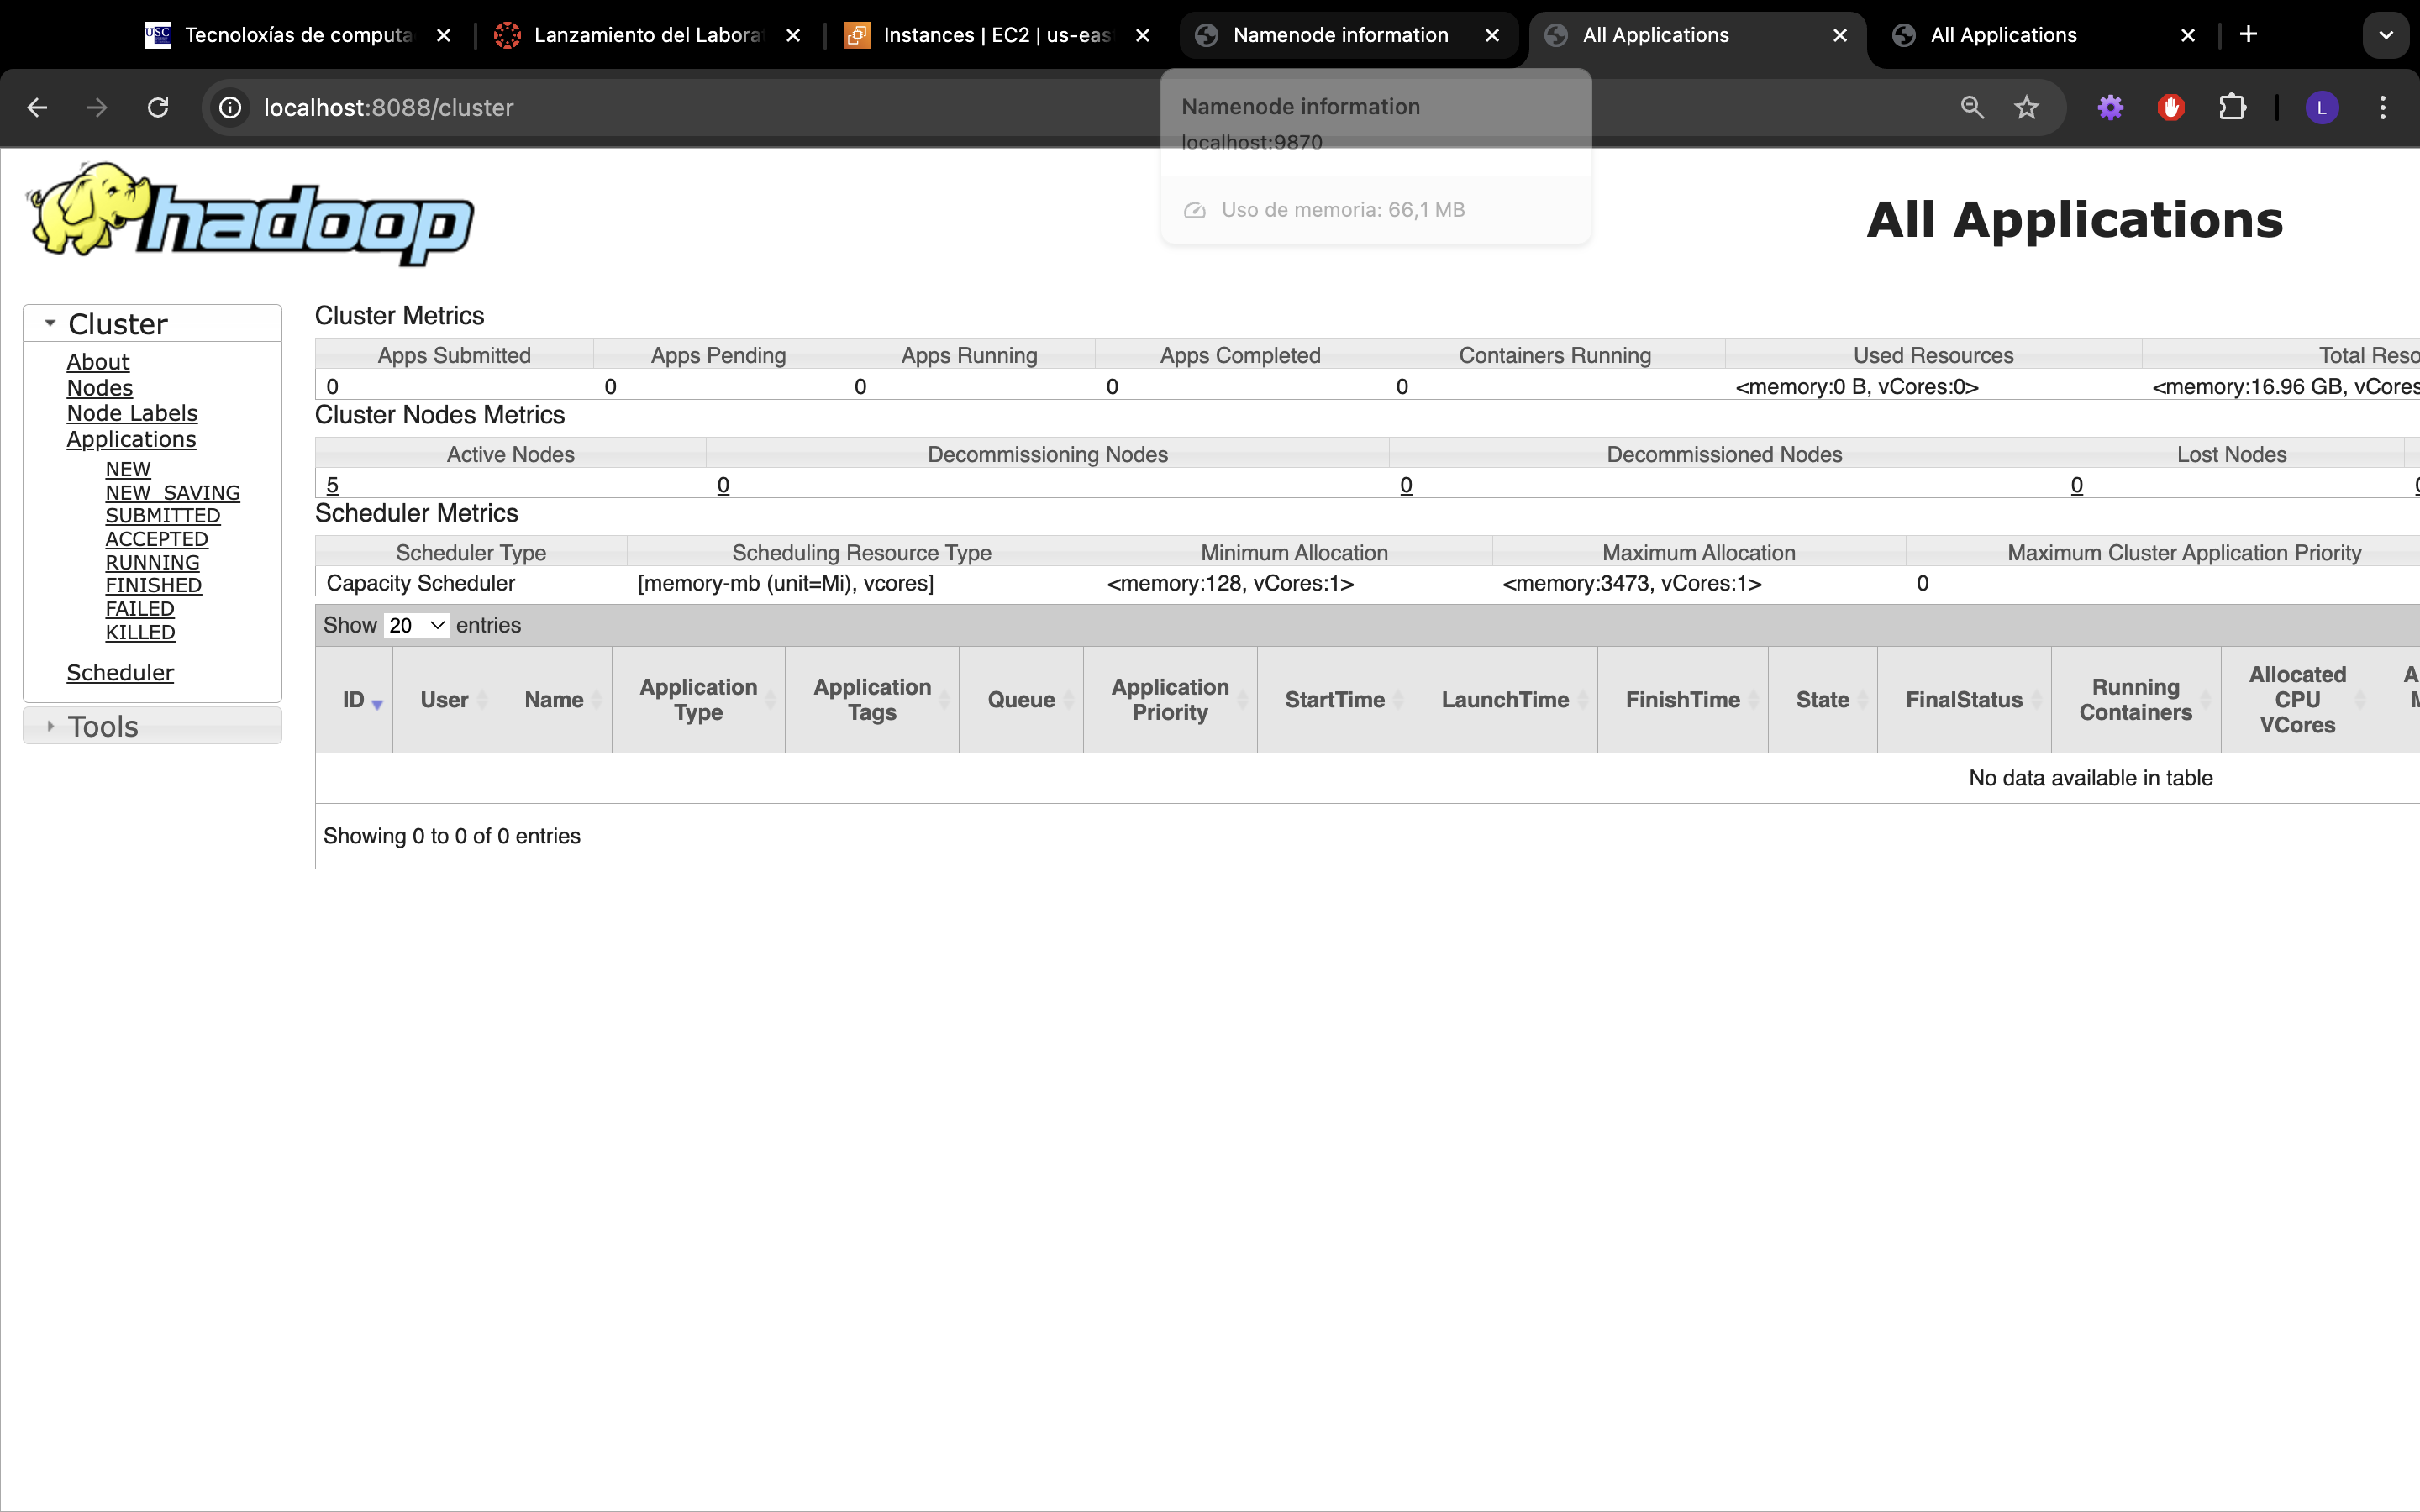 Tecnoloxías de computa
Lanzamiento del Labora
Instances | EC2 | us-eas
Namenode information
All Applications
All Applications
localhost:8088/cluster
L
Namenode information
localhost:9870
Uso de memoria: 66,1 MB
hadoop
All Applications
Cluster
About
Nodes
Node Labels
Applications
NEW
NEW_SAVING
SUBMITTED
ACCEPTED
RUNNING
FINISHED
FAILED
KILLED
Scheduler
Tools
Cluster Metrics
Apps Submitted Apps Pending Apps Running Apps Completed Containers Running Used Resources Total Reso
0 0 0 0 0 <memory:0 B, vCores:0> <memory:16.96 GB, vCores
Cluster Nodes Metrics
Active Nodes Decommissioning Nodes Decommissioned Nodes Lost Nodes
5 0 0 0
Scheduler Metrics
Scheduler Type Scheduling Resource Type Minimum Allocation Maximum Allocation Maximum Cluster Application Priority
Capacity Scheduler [memory-mb (unit=Mi), vcores] <memory:128, vCores:1> <memory:3473, vCores:1> 0
Show 20 entries
ID User Name Application Type Application Tags Queue Application Priority StartTime LaunchTime FinishTime State FinalStatus Running Containers Allocated CPU VCores
No data available in table
Showing 0 to 0 of 0 entries